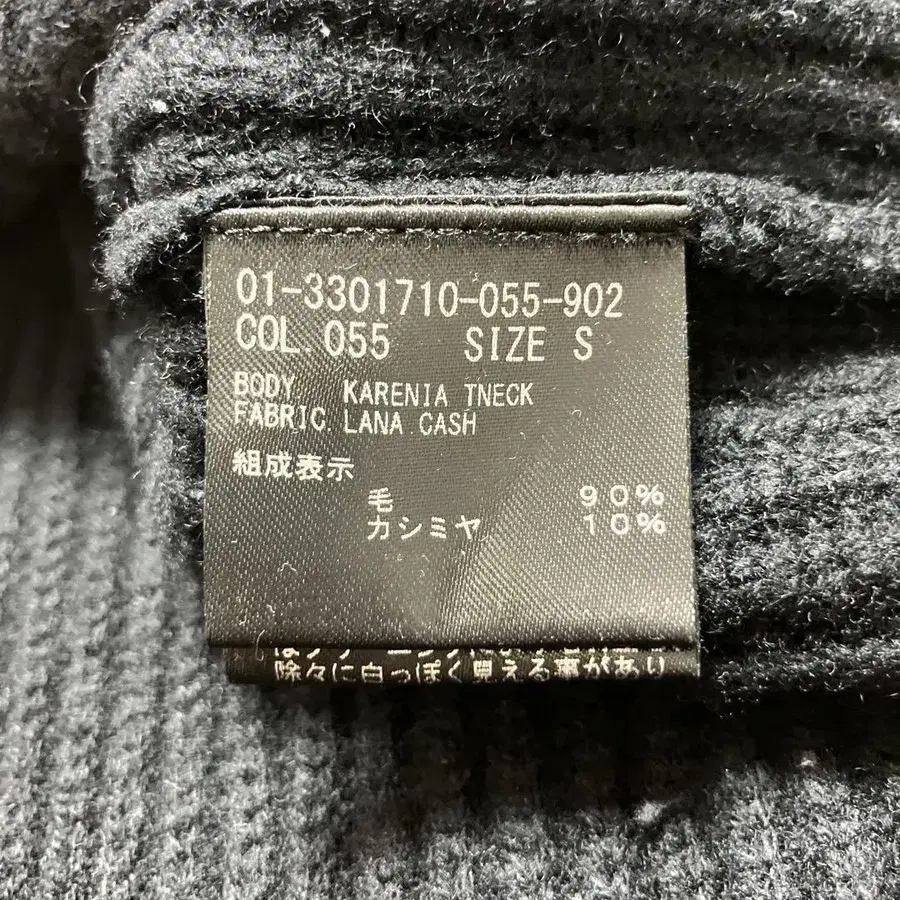 01-3301710-055-902
COL 055 SIZE S
BODY KARENIA TNECK
FABRIC LANA CASH
組成表示
毛 90%
カシミヤ 10%
除々に白っぽく見える事があり